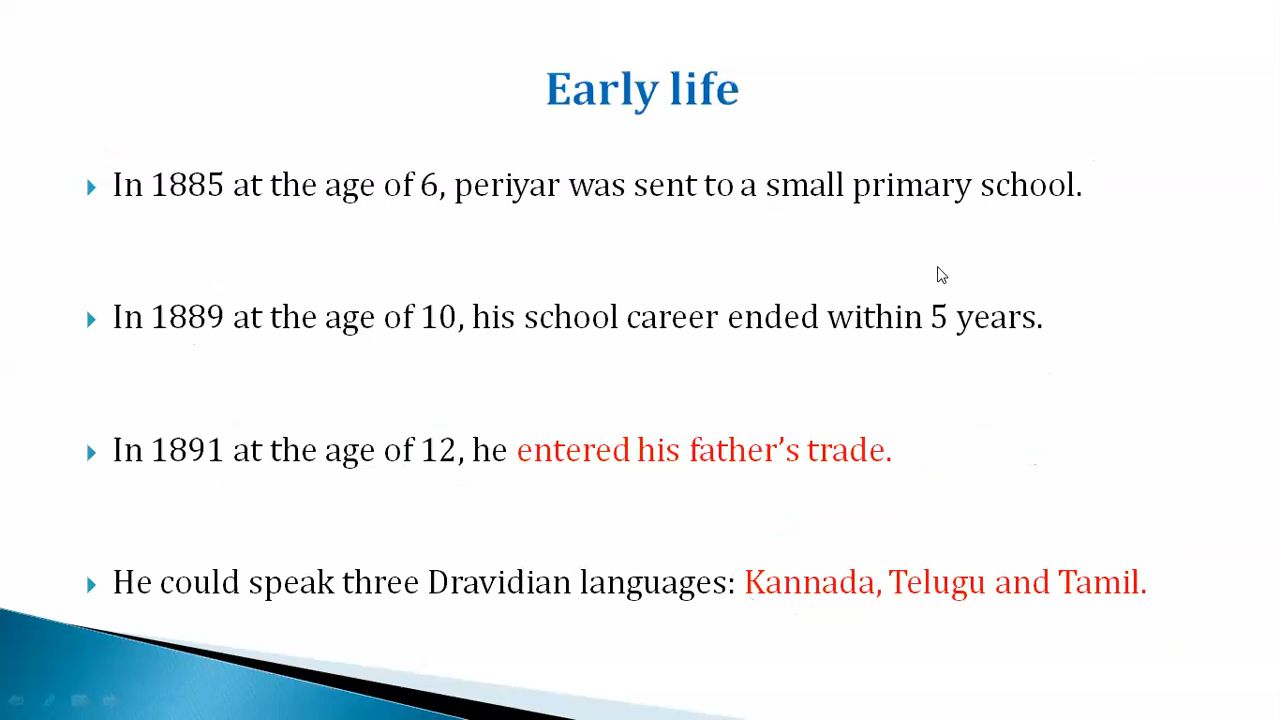 Early life
In 1885 at the age of 6, periyar was sent to a small primary school.
In 1889 at the age of 10, his school career ended within 5 years.
In 1891 at the age of 12, he entered his father’s trade.
He could speak three Dravidian languages: Kannada, Telugu and Tamil.